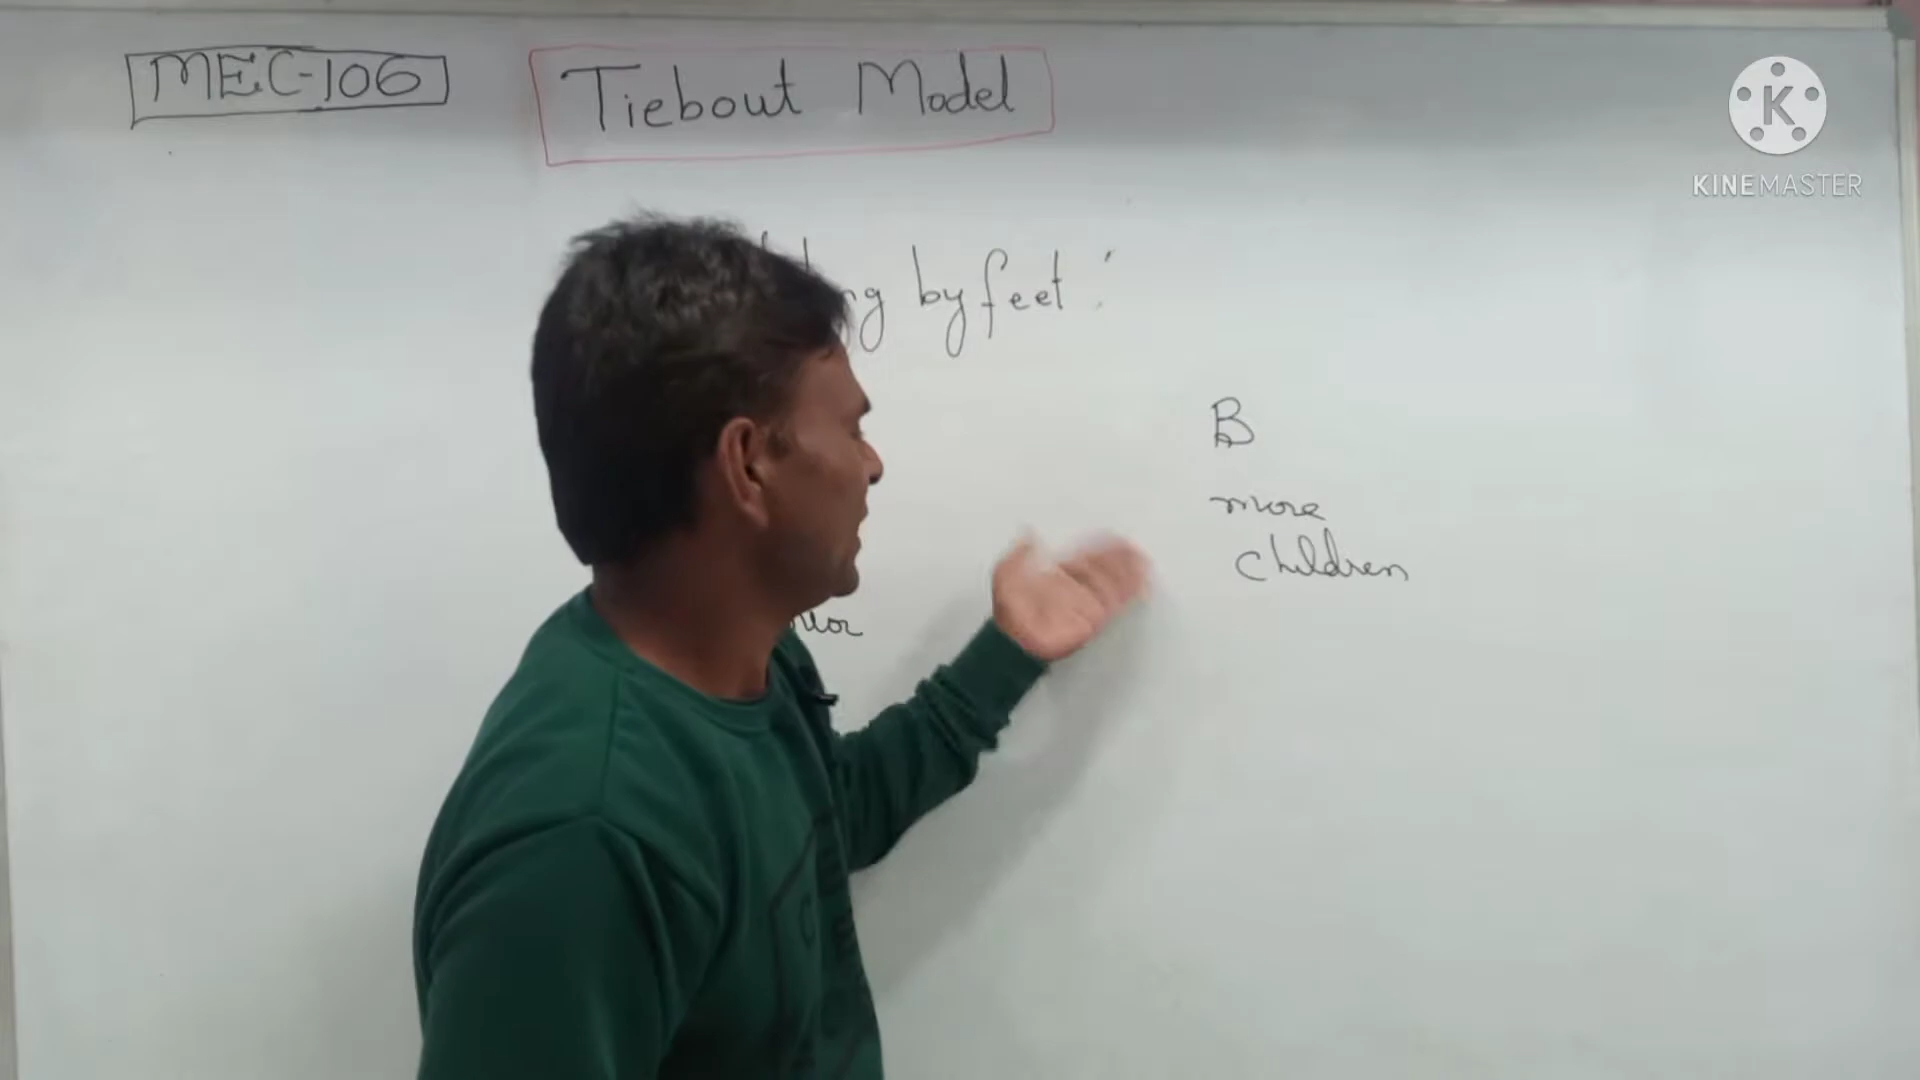 MEC-106
Tiebout Model
K
KINEMASTER
by feet :
B
more
children